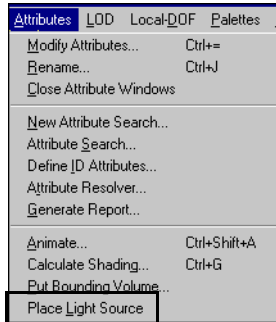 Attributes LOD Local-DOF Palettes
Modify Attributes... Ctrl+=
Rename... Ctrl+J
Close Attribute Windows
New Attribute Search...
Attribute Search...
Define ID Attributes...
Attribute Resolver...
Generate Report...
Animate... Ctrl+Shift+A
Calculate Shading... Ctrl+G
Put Bounding Volume...
Place Light Source